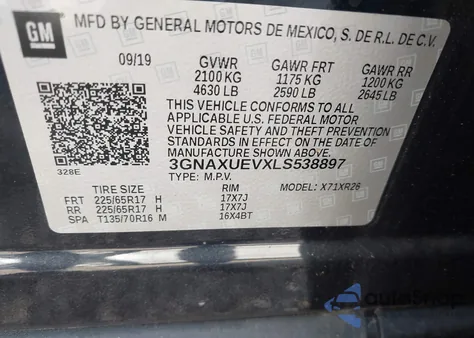 GM
MFD BY GENERAL MOTORS DE MEXICO, S. DE R.L. DE C.V.
09/19 GVWR GAWR FRT GAWR RR
2100 KG 1175 KG 1200 KG
4630 LB 2590 LB 2645 LB
THIS VEHICLE CONFORMS TO ALL
APPLICABLE U.S. FEDERAL MOTOR
VEHICLE SAFETY AND THEFT PREVENTION
STANDARDS IN EFFECT ON THE DATE OF
MANUFACTURE SHOWN ABOVE.
328E
3GNAXUEVXLS538897
TYPE: M.P.V. MODEL: X71XR26
TIRE SIZE RIM
FRT 225/65R17 H 17X7J
RR 225/65R17 H 17X7J
SPA T135/70R16 M 16X4BT
AutoShop